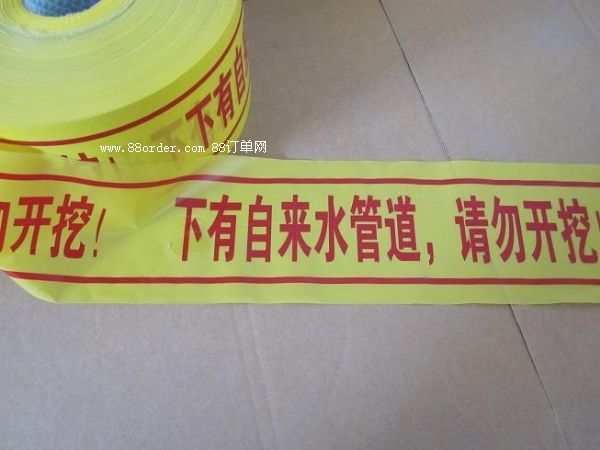 下有自
挖!
www.88order.com 88订单网
勿开挖! 下有自来水管道，请勿开挖!